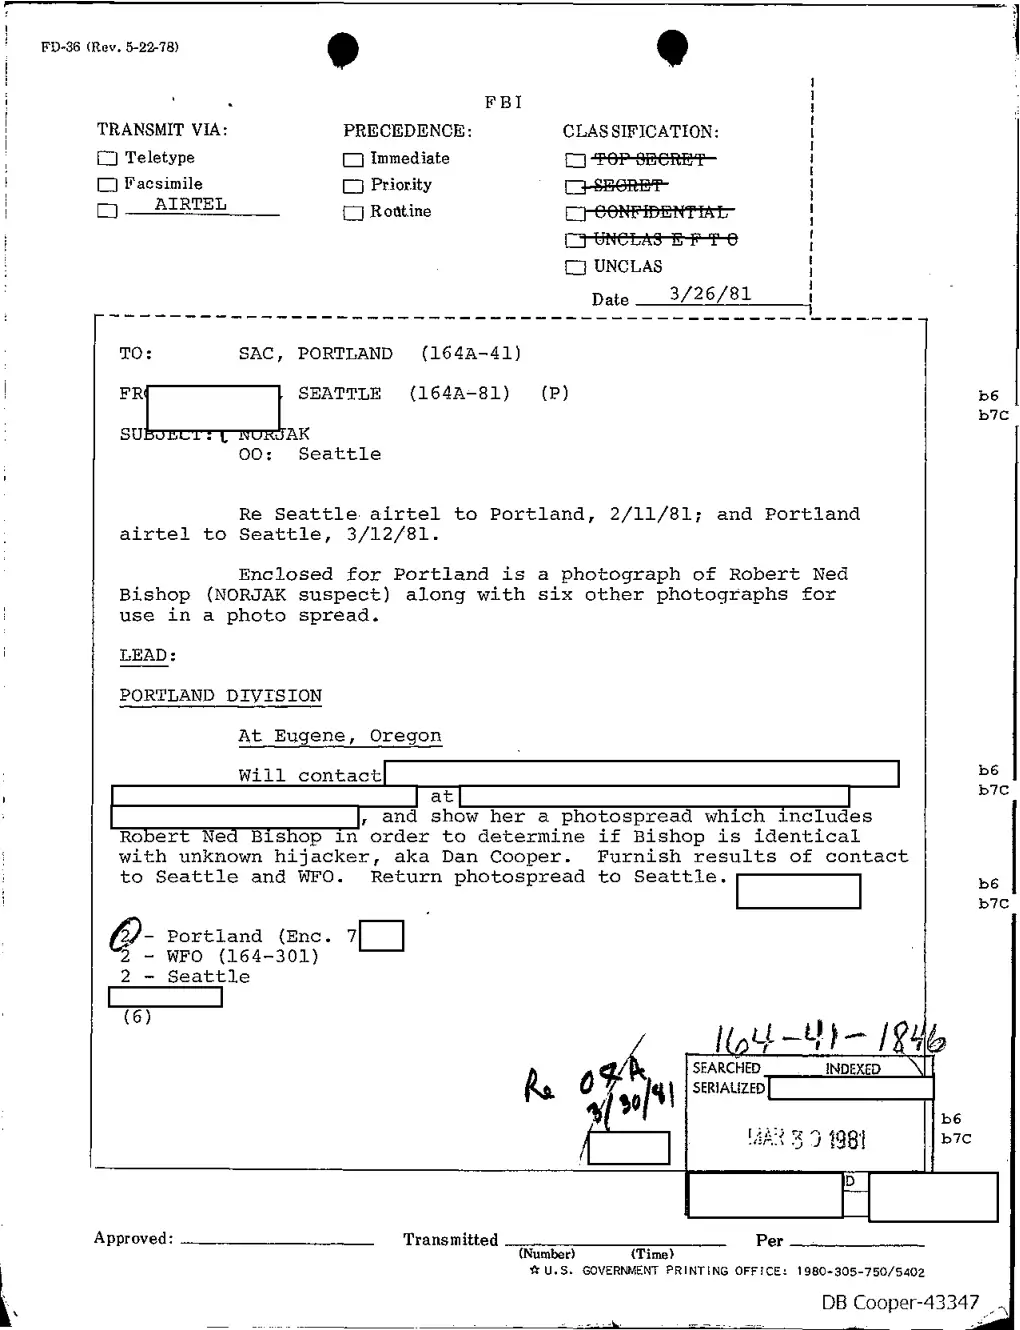 FD-36 (Rev. 5-22-78)
FBI
TRANSMIT VIA:
Teletype
Facsimile
AIRTEL
PRECEDENCE:
Immediate
Priority
Routine
CLASSIFICATION:
TOP SECRET
SECRET
CONFIDENTIAL
UNCLAS E F T O
UNCLAS
Date 3/26/81
TO: SAC, PORTLAND (164A-41)
FR SEATTLE (164A-81) (P)
b6
b7C
SUBJECT: NORJAK
OO: Seattle
Re Seattle airtel to Portland, 2/11/81; and Portland
airtel to Seattle, 3/12/81.
Enclosed for Portland is a photograph of Robert Ned
Bishop (NORJAK suspect) along with six other photographs for
use in a photo spread.
LEAD:
PORTLAND DIVISION
At Eugene, Oregon
Will contact
b6
b7C
at
, and show her a photospread which includes
Robert Ned Bishop in order to determine if Bishop is identical
with unknown hijacker, aka Dan Cooper. Furnish results of contact
to Seattle and WFO. Return photospread to Seattle.
b6
b7C
2 - Portland (Enc. 7
2 - WFO (164-301)
2 - Seattle
(6)
164-41-1846
SEARCHED INDEXED
SERIALIZED
MAR 30 1981
b6
b7C
Re
3/30/81
D
Approved: Transmitted Per
(Number) (Time)
☆ U.S. GOVERNMENT PRINTING OFFICE: 1980-305-750/5402
DB Cooper-43347